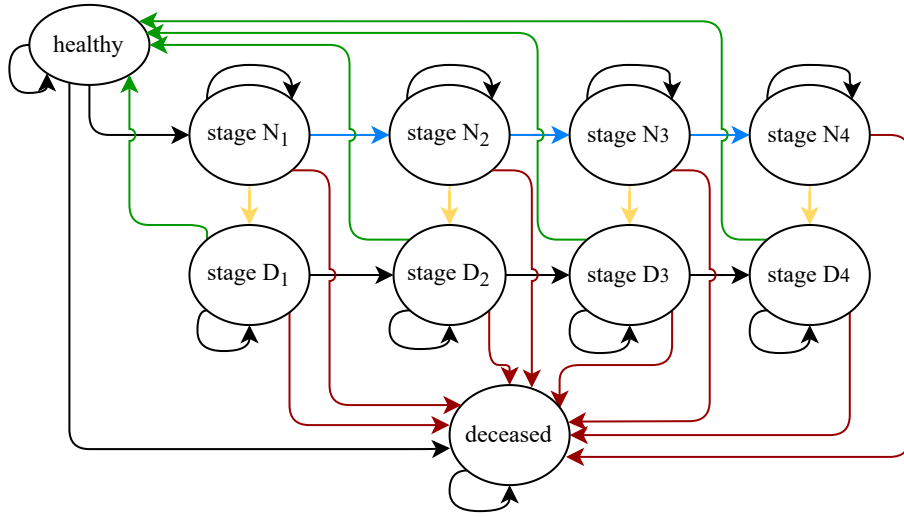 healthy
stage N₁
stage N₂
stage N3
stage N4
stage D₁
stage D₂
stage D3
stage D4
deceased